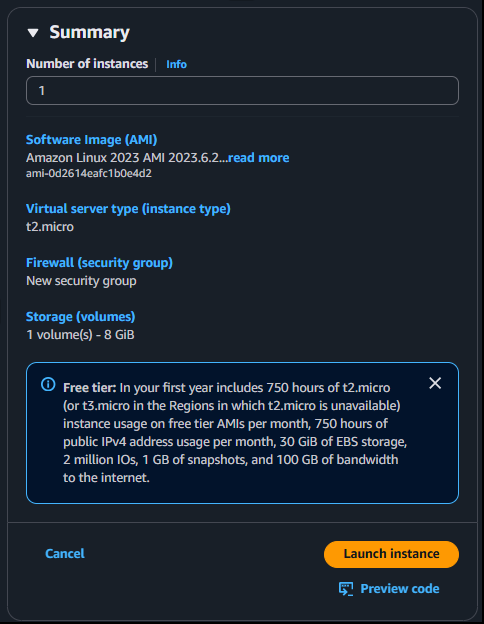 Summary
Number of instances Info
1
Software Image (AMI)
Amazon Linux 2023 AMI 2023.6.2...read more
ami-0d2614eafc1b0e4d2
Virtual server type (instance type)
t2.micro
Firewall (security group)
New security group
Storage (volumes)
1 volume(s) - 8 GiB
Free tier: In your first year includes 750 hours of t2.micro
(or t3.micro in the Regions in which t2.micro is unavailable)
instance usage on free tier AMIs per month, 750 hours of
public IPv4 address usage per month, 30 GiB of EBS storage,
2 million IOs, 1 GB of snapshots, and 100 GB of bandwidth
to the internet.
Cancel
Launch instance
Preview code